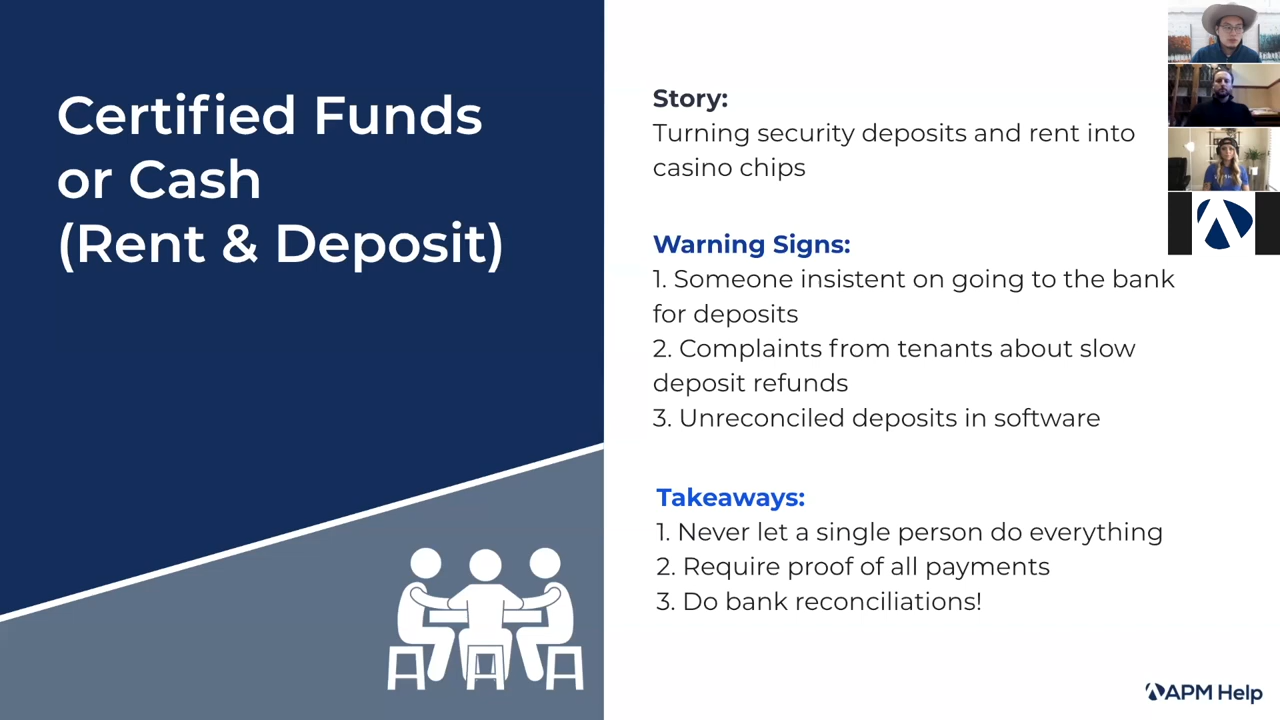 Certified Funds
or Cash
(Rent & Deposit)
Story:
Turning security deposits and rent into
casino chips
Warning Signs:
1. Someone insistent on going to the bank
for deposits
2. Complaints from tenants about slow
deposit refunds
3. Unreconciled deposits in software
Takeaways:
1. Never let a single person do everything
2. Require proof of all payments
3. Do bank reconciliations!
APM Help